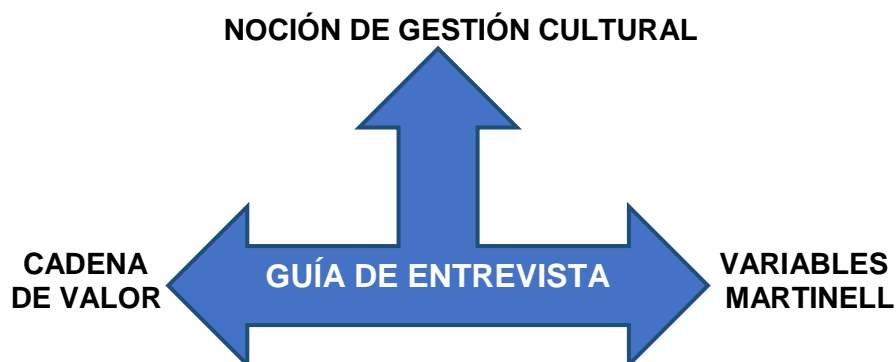 NOCIÓN DE GESTIÓN CULTURAL
CADENA
DE VALOR
GUÍA DE ENTREVISTA
VARIABLES
MARTINELL